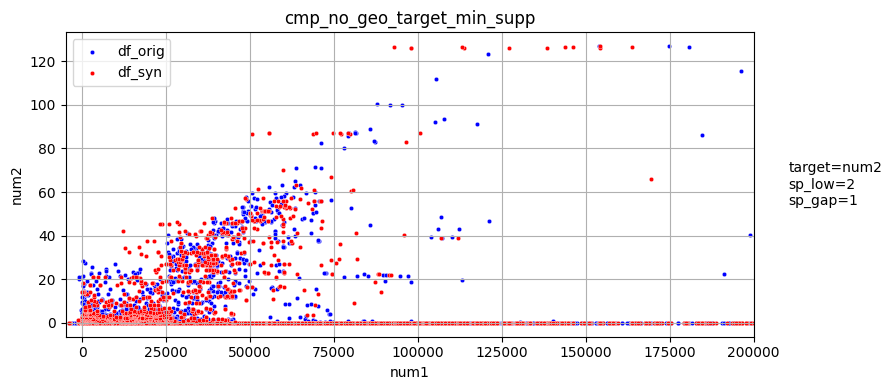 cmp_no_geo_target_min_supp
df_orig
df_syn
120
100
80
60
40
20
0
num2
0
25000
50000
75000
100000
125000
150000
175000
200000
num1
target=num2
sp_low=2
sp_gap=1